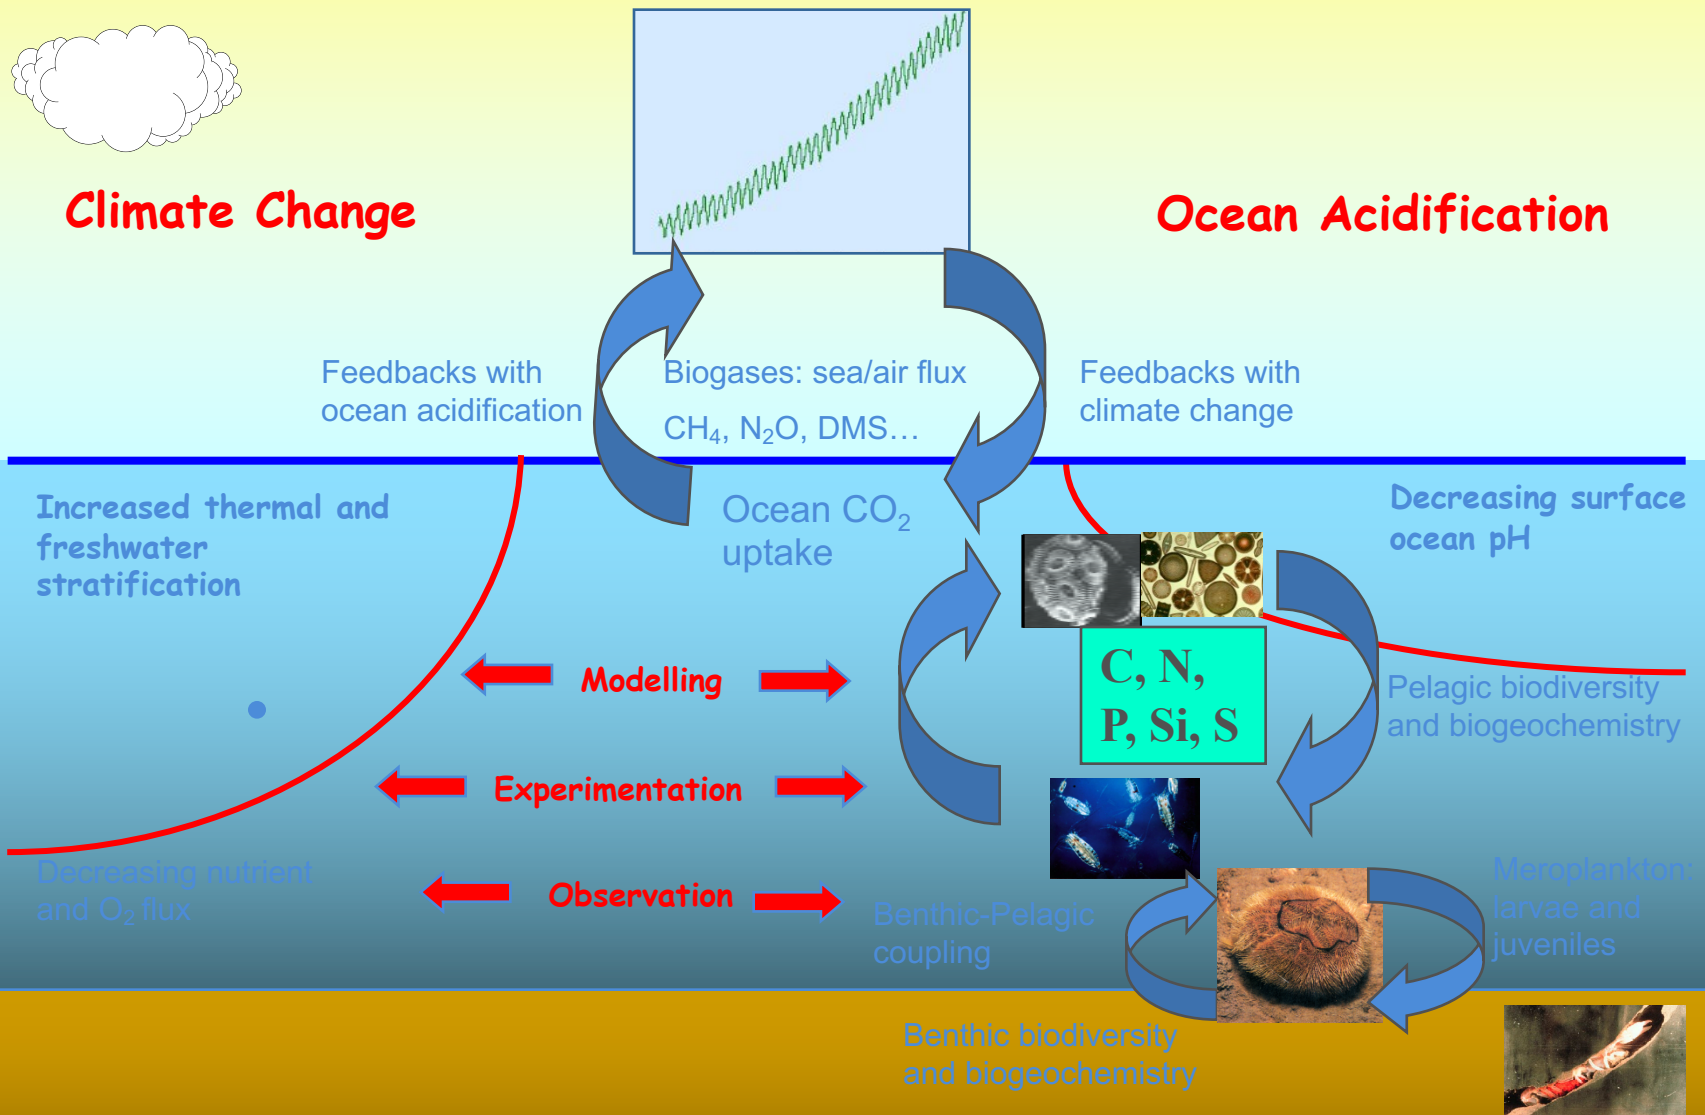 Climate Change
Ocean Acidification
Feedbacks with
ocean acidification
Biogases: sea/air flux
CH₄, N₂O, DMS…
Feedbacks with
climate change
Increased thermal and
freshwater
stratification
Ocean CO₂
uptake
Decreasing surface
ocean pH
Modelling
C, N,
P, Si, S
Pelagic biodiversity
and biogeochemistry
Experimentation
Decreasing nutrient
and O₂ flux
Observation
Benthic-Pelagic
coupling
Meroplankton:
larvae and
juveniles
Benthic biodiversity
and biogeochemistry